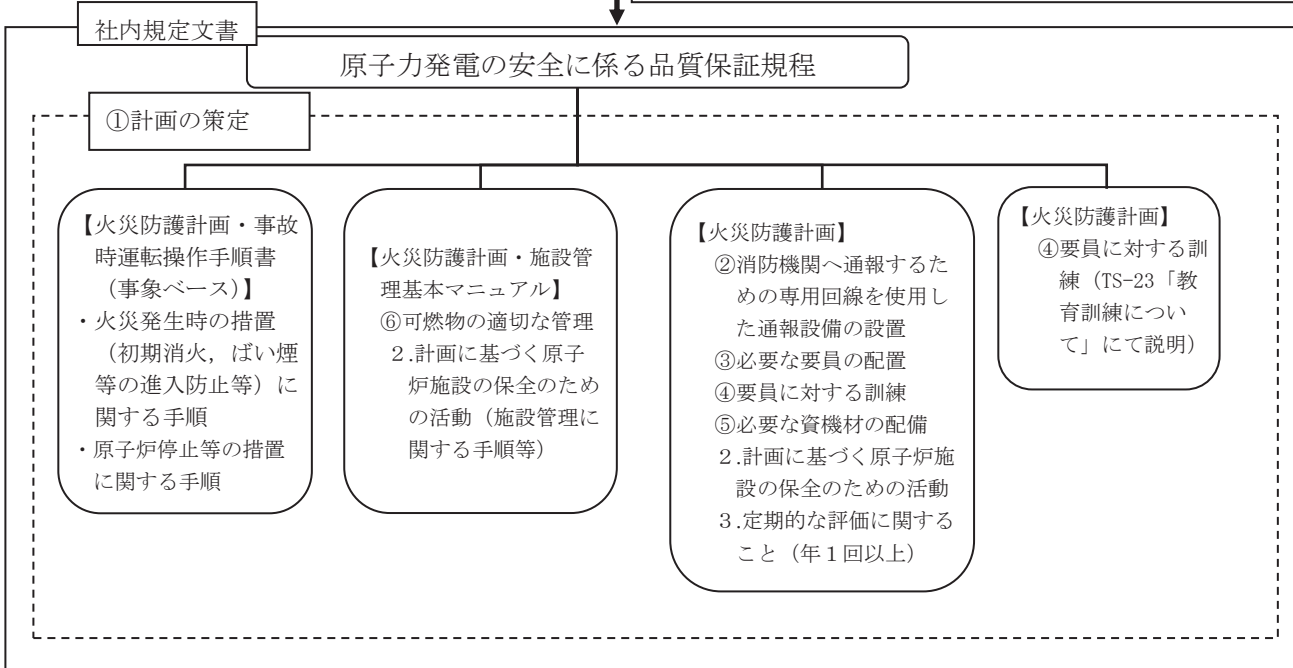 社内規定文書
原子力発電の安全に係る品質保証規程
①計画の策定
【火災防護計画・事故
時運転操作手順書
（事象ベース）】
・火災発生時の措置
（初期消火，ばい煙
等の進入防止等）に
関する手順
・原子炉停止等の措置
に関する手順
【火災防護計画・施設管
理基本マニュアル】
⑥可燃物の適切な管理
２.計画に基づく原子
炉施設の保全のため
の活動（施設管理に
関する手順等）
【火災防護計画】
②消防機関へ通報するた
めの専用回線を使用し
た通報設備の設置
③必要な要員の配置
④要員に対する訓練
⑤必要な資機材の配備
２.計画に基づく原子炉施
設の保全のための活動
３.定期的な評価に関する
こと（年１回以上）
【火災防護計画】
④要員に対する訓
練（TS-23「教
育訓練につい
て」にて説明）